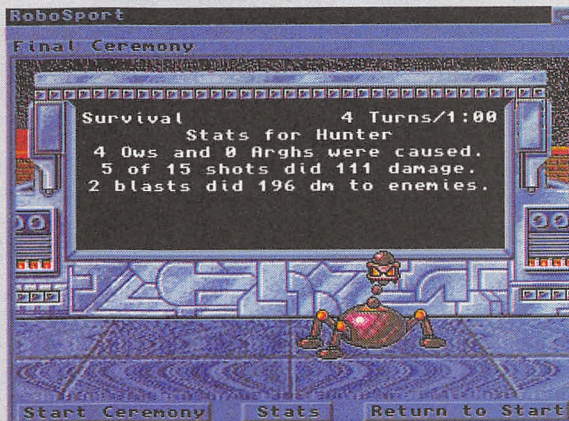 RoboSport
Final Ceremony
Survival 4 Turns/1:00
Stats for Hunter
4 Ows and 0 Arghs were caused.
5 of 15 shots did 111 damage.
2 blasts did 196 dm to enemies.
Start Ceremony Stats Return to Start